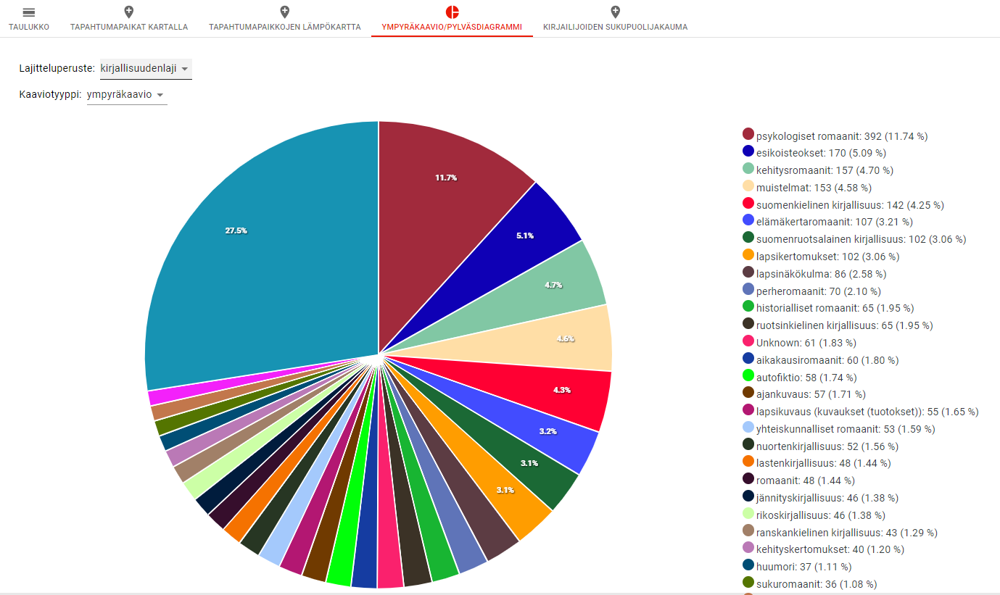 TAULUKKO
TAPAHTUMAPAIKAT KARTALLA
TAPAHTUMAPAIKKOJEN LÄMPÖKARTTA
YMPYRÄKAAVIO/PYLVÄSDIAGRAMMI
KIRJAILIJOIDEN SUKUPUOLIJAKAUMA
Lajitteluperuste: kirjallisuudenlaji
Kaaviotyyppi: ympyräkaavio
11.7%
5.1%
4.7%
4.6%
4.3%
3.2%
3.1%
3.1%
27.5%
psykologiset romaanit: 392 (11.74 %)
esikoisteokset: 170 (5.09 %)
kehitysromaanit: 157 (4.70 %)
muistelmat: 153 (4.58 %)
suomenkielinen kirjallisuus: 142 (4.25 %)
elämäkertaromaanit: 107 (3.21 %)
suomenruotsalainen kirjallisuus: 102 (3.06 %)
lapsikertomukset: 102 (3.06 %)
lapsinäkökulma: 86 (2.58 %)
perheromaanit: 70 (2.10 %)
historialliset romaanit: 65 (1.95 %)
ruotsinkielinen kirjallisuus: 65 (1.95 %)
Unknown: 61 (1.83 %)
aikakausiromaanit: 60 (1.80 %)
autofiktio: 58 (1.74 %)
ajankuvaus: 57 (1.71 %)
lapsikuvaus (kuvaukset (tuotokset)): 55 (1.65 %)
yhteiskunnalliset romaanit: 53 (1.59 %)
nuortenkirjallisuus: 52 (1.56 %)
lastenkirjallisuus: 48 (1.44 %)
romaanit: 48 (1.44 %)
jännityskirjallisuus: 46 (1.38 %)
rikoskirjallisuus: 46 (1.38 %)
ranskankielinen kirjallisuus: 43 (1.29 %)
kehityskertomukset: 40 (1.20 %)
huumori: 37 (1.11 %)
sukuromaanit: 36 (1.08 %)